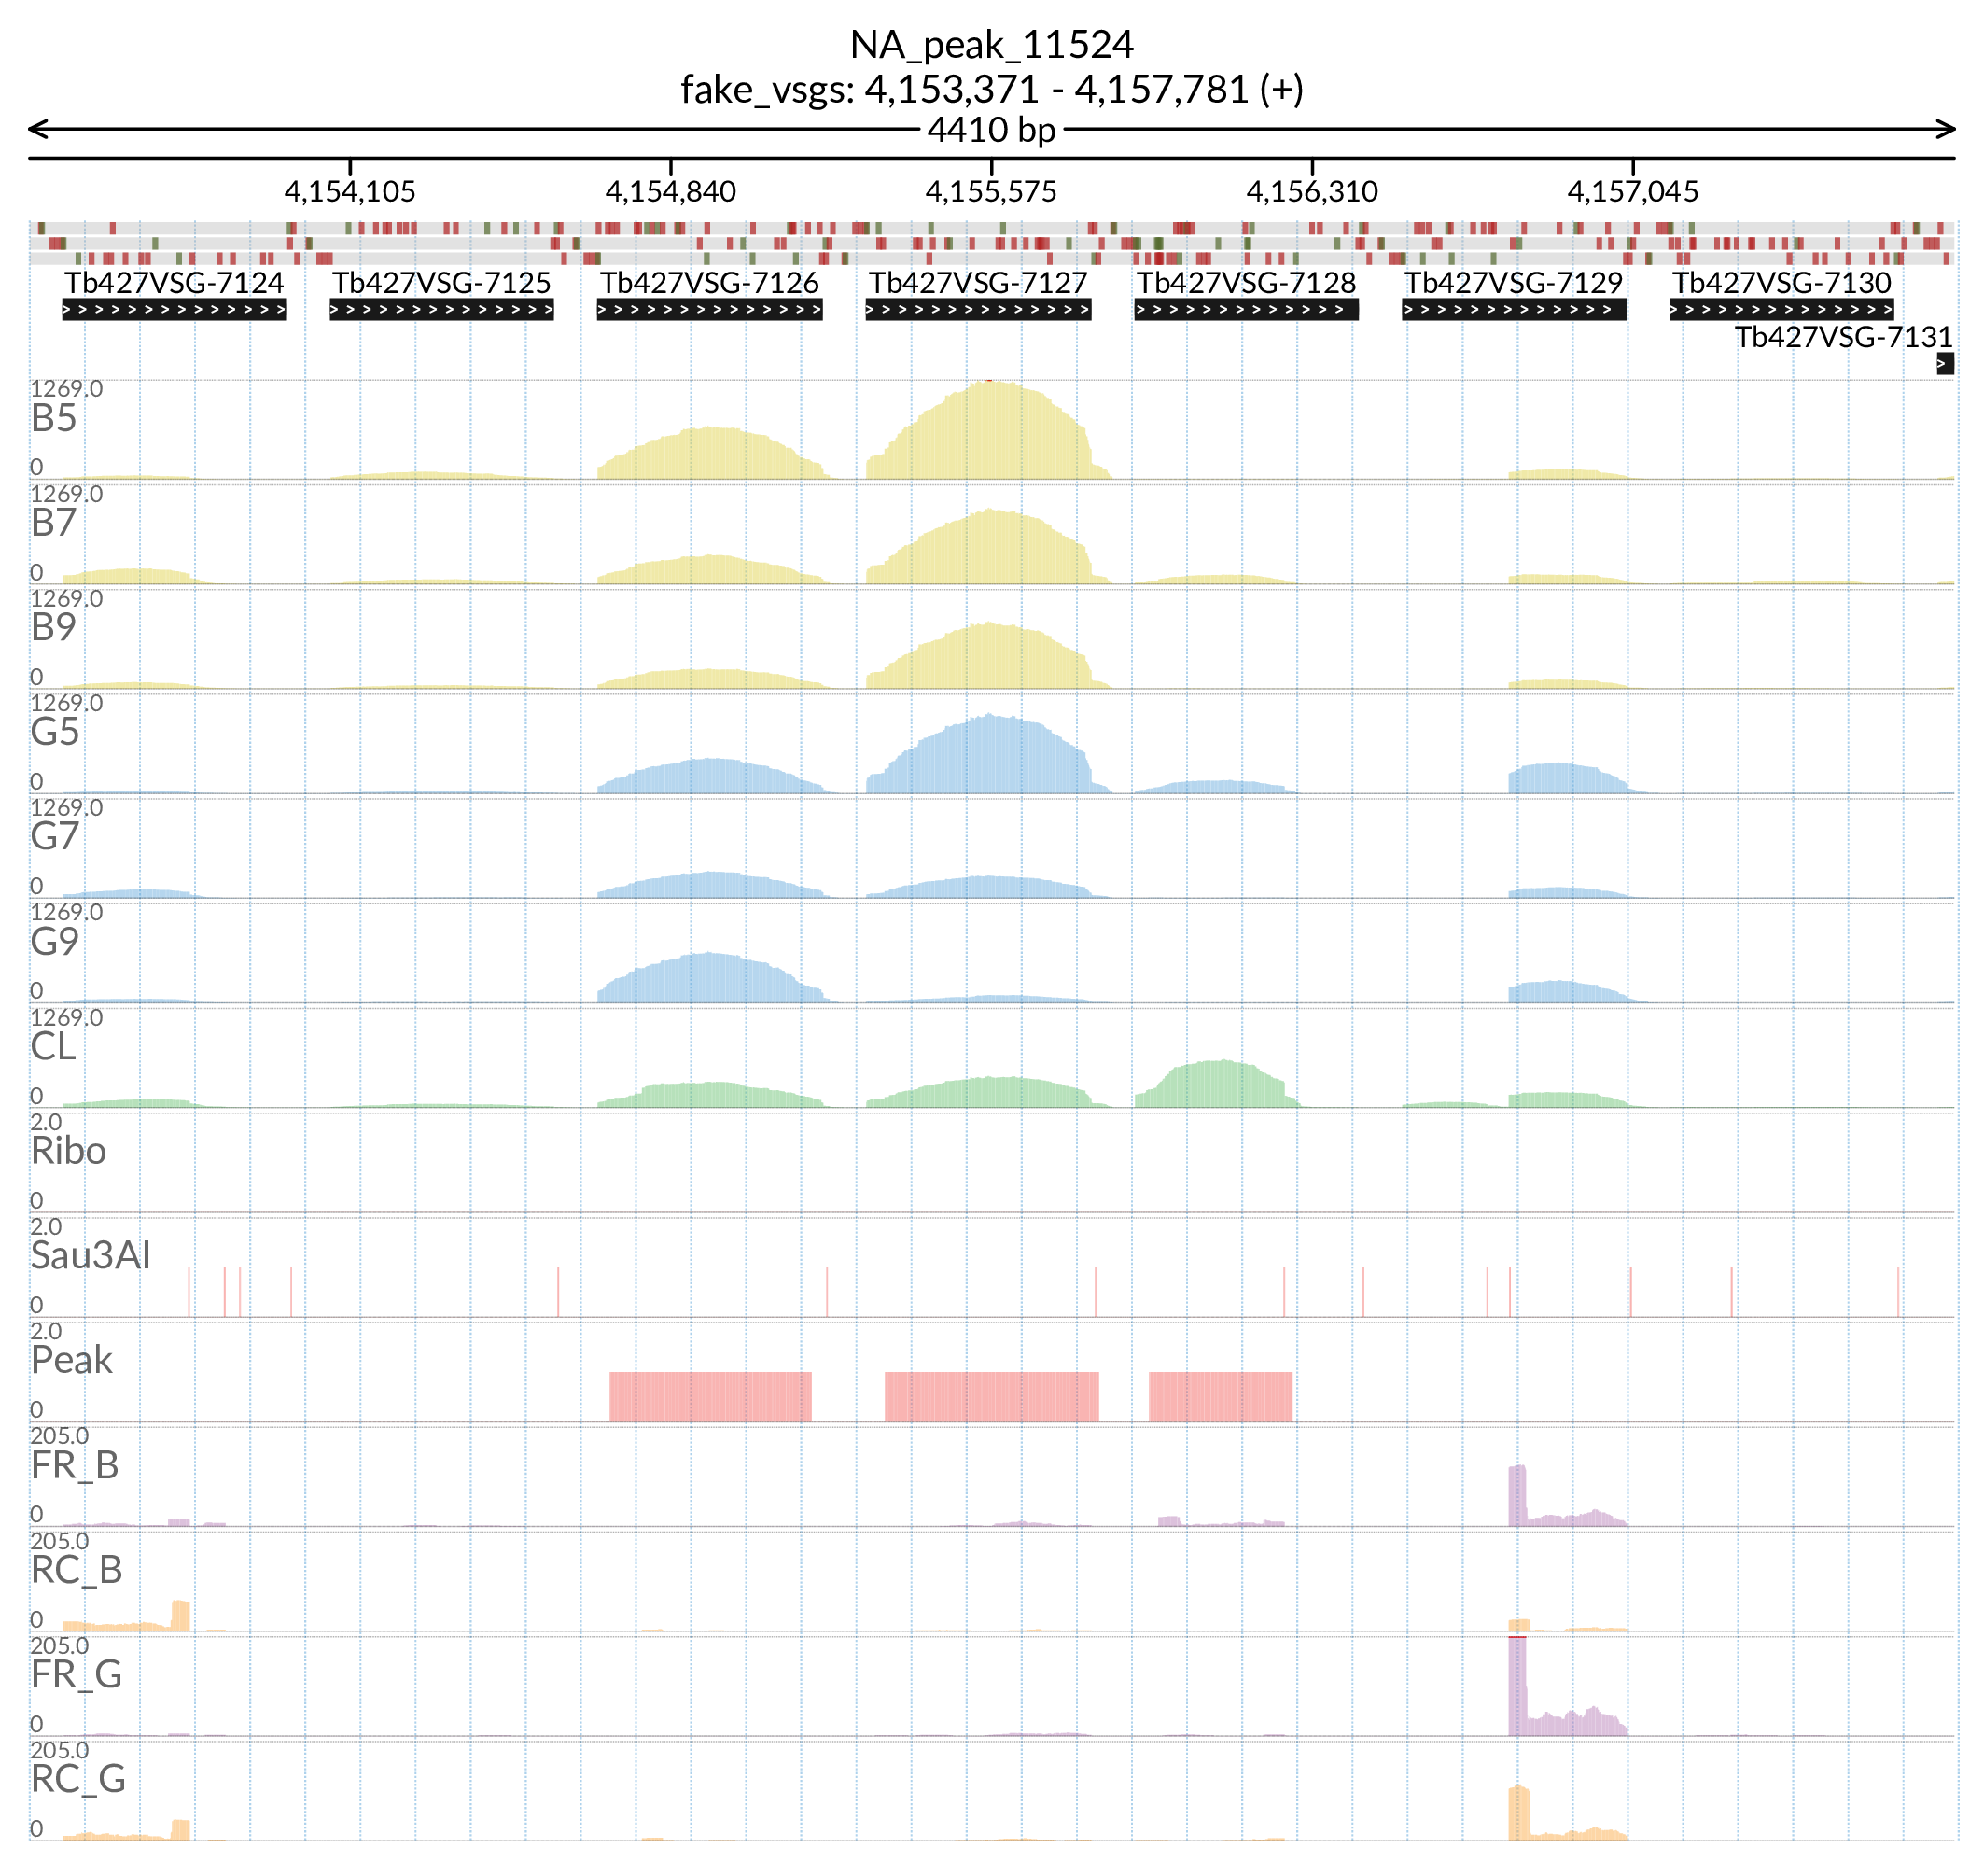 NA_peak_11524
fake_vsgs: 4,153,371 - 4,157,781 (+)
4410 bp
4,154,105 4,154,840 4,155,575 4,156,310 4,157,045
Tb427VSG-7124 Tb427VSG-7125 Tb427VSG-7126 Tb427VSG-7127 Tb427VSG-7128 Tb427VSG-7129 Tb427VSG-7130
Tb427VSG-7131
1269.0
B5
0
1269.0
B7
0
1269.0
B9
0
1269.0
G5
0
1269.0
G7
0
1269.0
G9
0
1269.0
CL
0
2.0
Ribo
0
2.0
Sau3AI
0
2.0
Peak
0
205.0
FR_B
0
205.0
RC_B
0
205.0
FR_G
0
205.0
RC_G
0